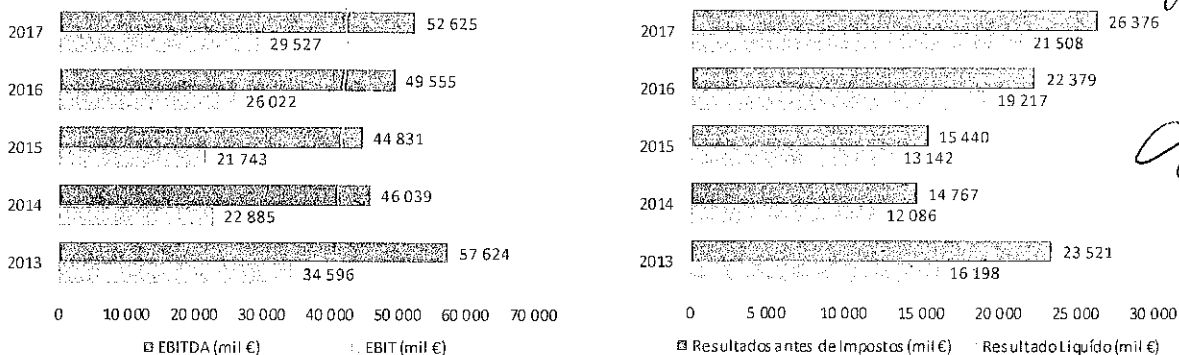 2017 52 625
29 527
2016 49 555
26 022
2015 44 831
21 743
2014 46 039
22 885
2013 57 624
34 596
0 10 000 20 000 30 000 40 000 50 000 60 000 70 000
EBITDA (mil €) EBIT (mil €)
2017 26 376
21 508
2016 22 379
19 217
2015 15 440
13 142
2014 14 767
12 086
2013 23 521
16 198
0 5 000 10 000 15 000 20 000 25 000 30 000
Resultados antes de Impostos (mil €) Resultado Líquido (mil €)